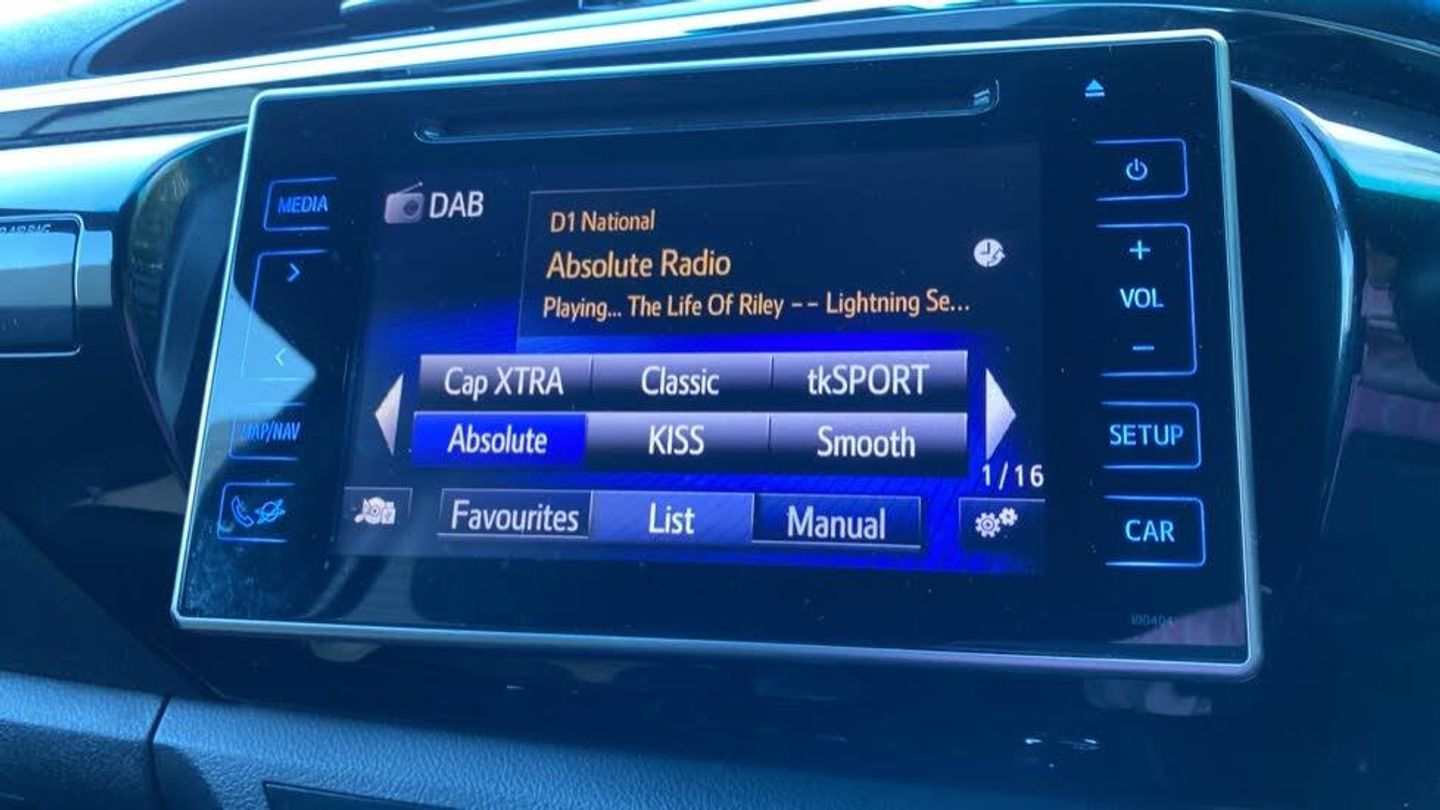 MEDIA
DAB
D1 National
Absolute Radio
Playing... The Life Of Riley -- Lightning Se...
+
VOL
-
Cap XTRA
Classic
tkSPORT
Absolute
KISS
Smooth
1/16
MAP/NAV
SETUP
Favourites
List
Manual
CAR